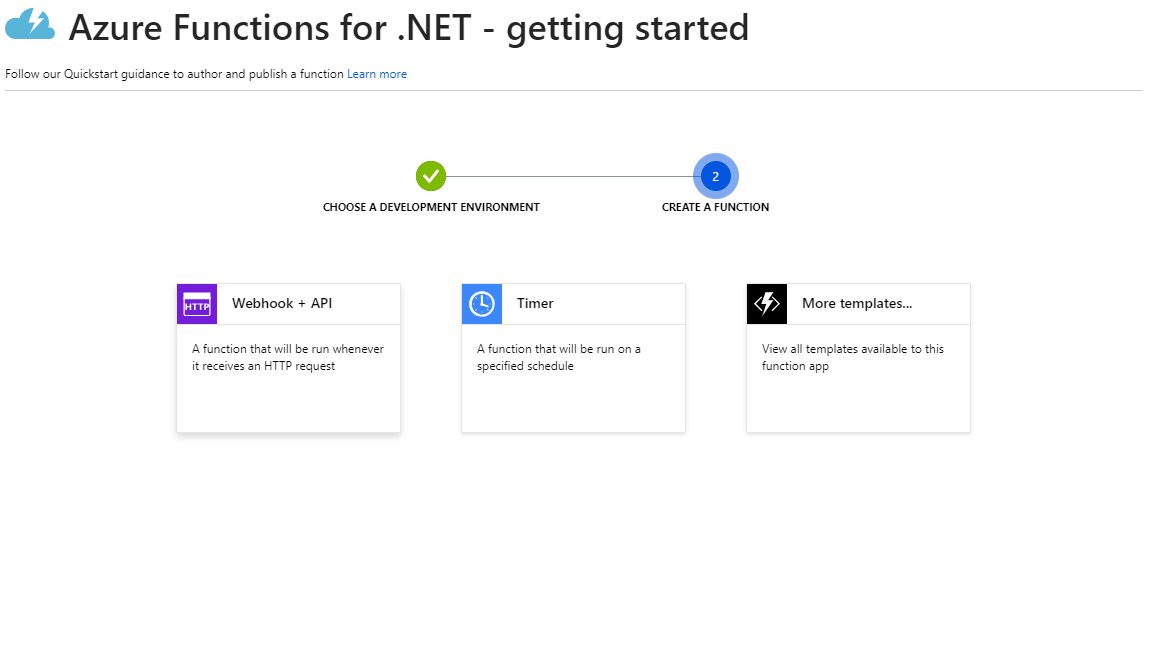 Azure Functions for .NET - getting started
Follow our Quickstart guidance to author and publish a function Learn more
2
CHOOSE A DEVELOPMENT ENVIRONMENT
CREATE A FUNCTION
HTTP
Webhook + API
A function that will be run whenever
it receives an HTTP request
Timer
A function that will be run on a
specified schedule
More templates...
View all templates available to this
function app